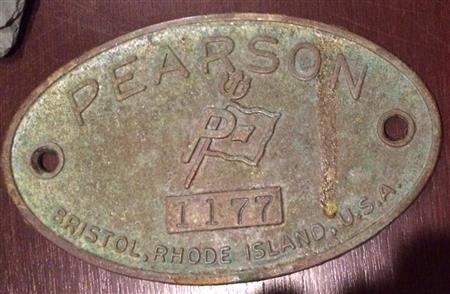 PEARSON
P
1177
BRISTOL, RHODE ISLAND, U.S.A.